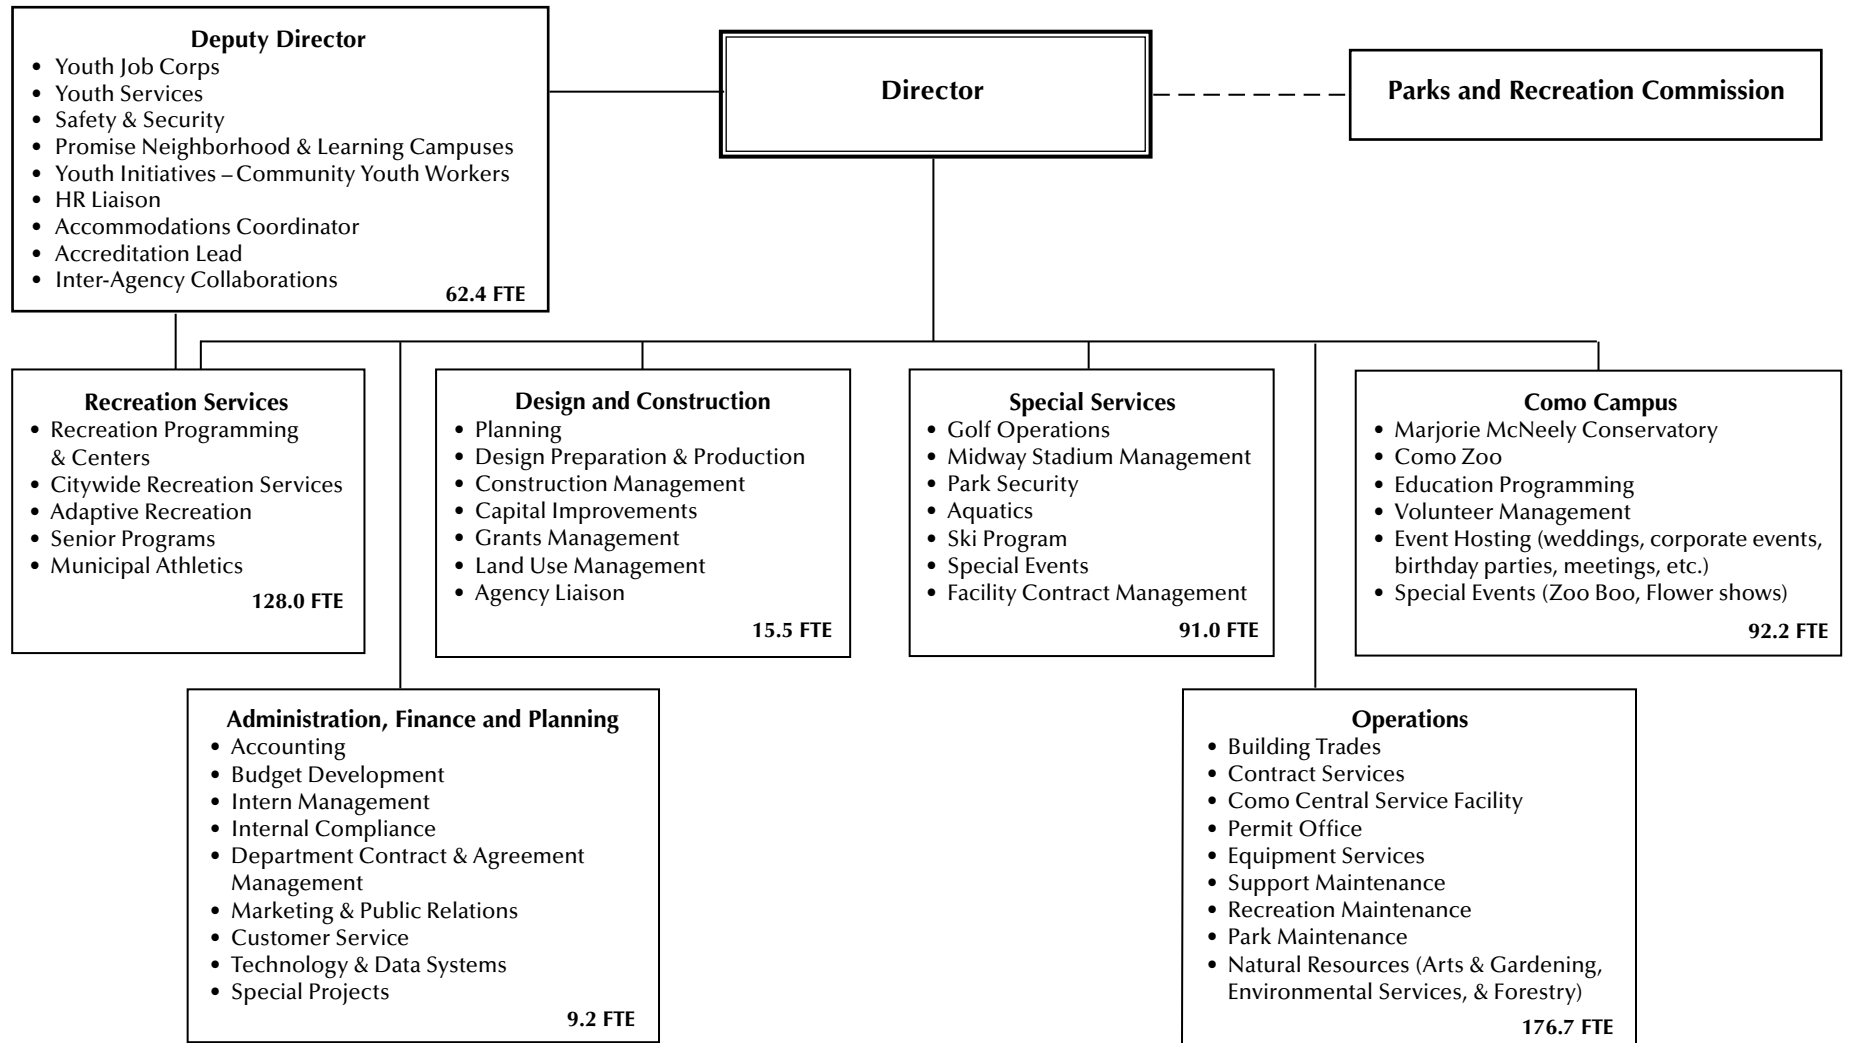 Deputy Director
• Youth Job Corps
• Youth Services
• Safety & Security
• Promise Neighborhood & Learning Campuses
• Youth Initiatives – Community Youth Workers
• HR Liaison
• Accommodations Coordinator
• Accreditation Lead
• Inter-Agency Collaborations
62.4 FTE
Director
Parks and Recreation Commission
Recreation Services
• Recreation Programming
& Centers
• Citywide Recreation Services
• Adaptive Recreation
• Senior Programs
• Municipal Athletics
128.0 FTE
Design and Construction
• Planning
• Design Preparation & Production
• Construction Management
• Capital Improvements
• Grants Management
• Land Use Management
• Agency Liaison
15.5 FTE
Special Services
• Golf Operations
• Midway Stadium Management
• Park Security
• Aquatics
• Ski Program
• Special Events
• Facility Contract Management
91.0 FTE
Como Campus
• Marjorie McNeely Conservatory
• Como Zoo
• Education Programming
• Volunteer Management
• Event Hosting (weddings, corporate events,
birthday parties, meetings, etc.)
• Special Events (Zoo Boo, Flower shows)
92.2 FTE
Administration, Finance and Planning
• Accounting
• Budget Development
• Intern Management
• Internal Compliance
• Department Contract & Agreement
Management
• Marketing & Public Relations
• Customer Service
• Technology & Data Systems
• Special Projects
9.2 FTE
Operations
• Building Trades
• Contract Services
• Como Central Service Facility
• Permit Office
• Equipment Services
• Support Maintenance
• Recreation Maintenance
• Park Maintenance
• Natural Resources (Arts & Gardening,
Environmental Services, & Forestry)
176.7 FTE